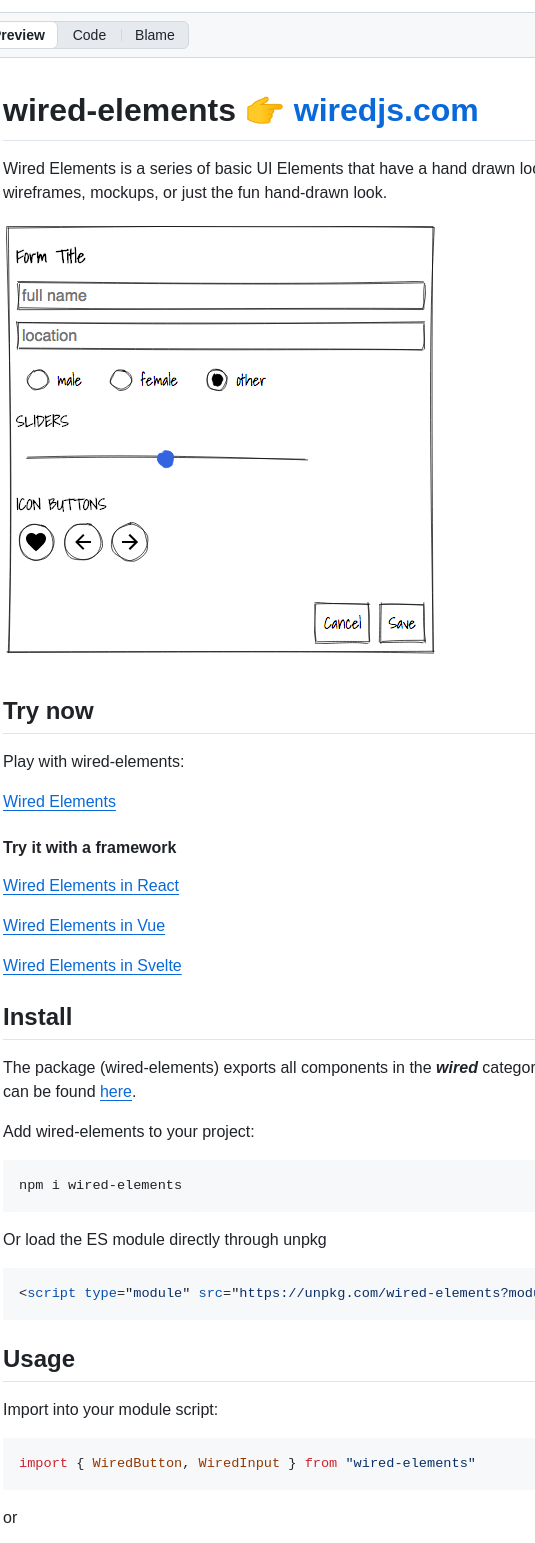 Preview Code Blame
wired-elements 👉 wiredjs.com
Wired Elements is a series of basic UI Elements that have a hand drawn
wireframes, mockups, or just the fun hand-drawn look.
Form Title
full name
location
male female other
SLIDERS
ICON BUTTONS
Cancel Save
Try now
Play with wired-elements:
Wired Elements
Try it with a framework
Wired Elements in React
Wired Elements in Vue
Wired Elements in Svelte
Install
The package (wired-elements) exports all components in the wired
can be found here.
Add wired-elements to your project:
npm i wired-elements
Or load the ES module directly through unpkg
<script type="module" src="https://unpkg.com/wired-elements?modu
Usage
Import into your module script:
import { WiredButton, WiredInput } from "wired-elements"
or